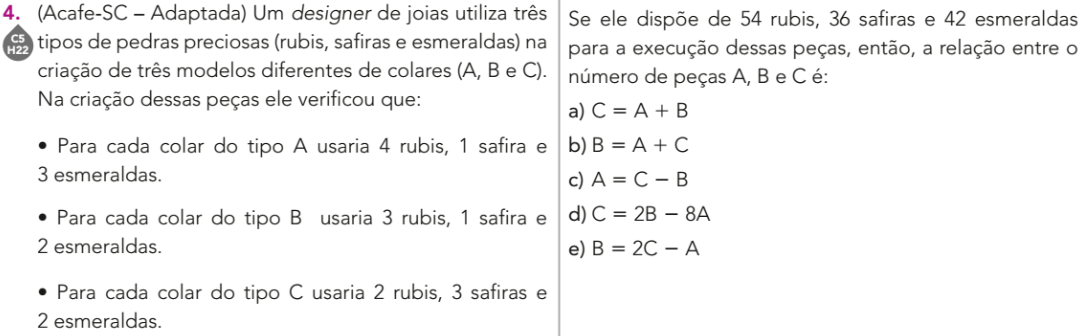 4. (Acafe-SC – Adaptada) Um designer de joias utiliza três
C5
H22
tipos de pedras preciosas (rubis, safiras e esmeraldas) na
criação de três modelos diferentes de colares (A, B e C).
Na criação dessas peças ele verificou que:
• Para cada colar do tipo A usaria 4 rubis, 1 safira e
3 esmeraldas.
• Para cada colar do tipo B usaria 3 rubis, 1 safira e
2 esmeraldas.
• Para cada colar do tipo C usaria 2 rubis, 3 safiras e
2 esmeraldas.
Se ele dispõe de 54 rubis, 36 safiras e 42 esmeraldas
para a execução dessas peças, então, a relação entre o
número de peças A, B e C é:
a) C = A + B
b) B = A + C
c) A = C − B
d) C = 2B − 8A
e) B = 2C − A